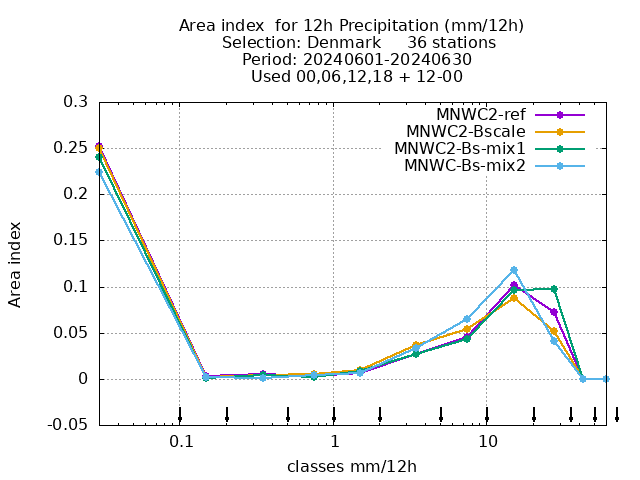 Area index  for 12h Precipitation (mm/12h)
Selection: Denmark     36 stations
Period: 20240601-20240630
Used 00,06,12,18 + 12-00
MNWC2-ref
MNWC2-Bscale
MNWC2-Bs-mix1
MNWC-Bs-mix2
0.3
0.25
0.2
0.15
0.1
0.05
0
-0.05
Area index
0.1
1
10
classes mm/12h